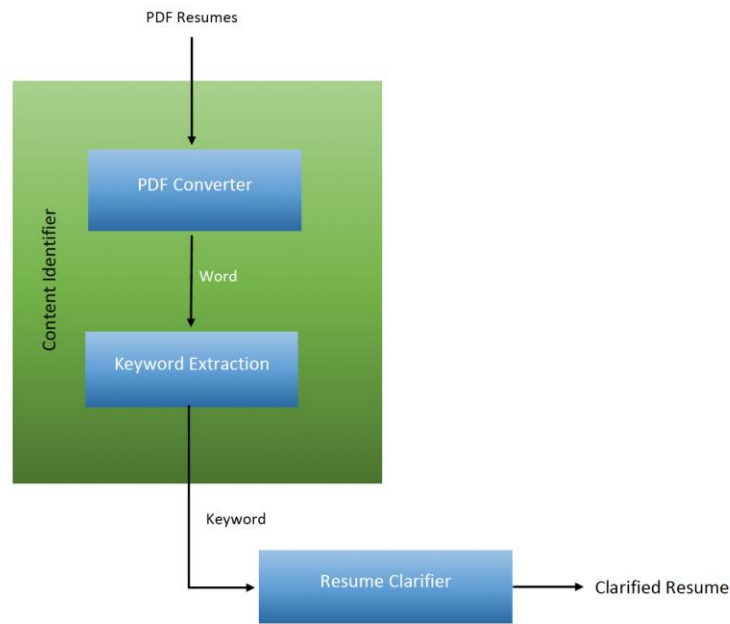 PDF Resumes
PDF Converter
Content Identifier
Word
Keyword Extraction
Keyword
Resume Clarifier
Clarified Resume